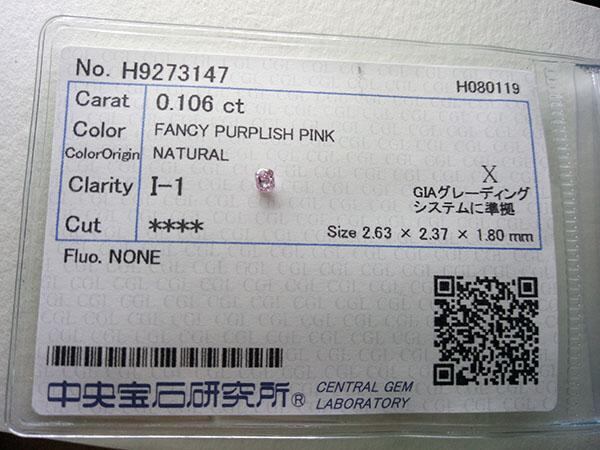 No. H9273147
H080119
Carat 0.106 ct
Color FANCY PURPLISH PINK
ColorOrigin NATURAL
Clarity I-1
X
GIAグレーディング
システムに準拠
Cut ****
Size 2.63 × 2.37 × 1.80 mm
Fluo. NONE
中央宝石研究所®
CENTRAL GEM
LABORATORY